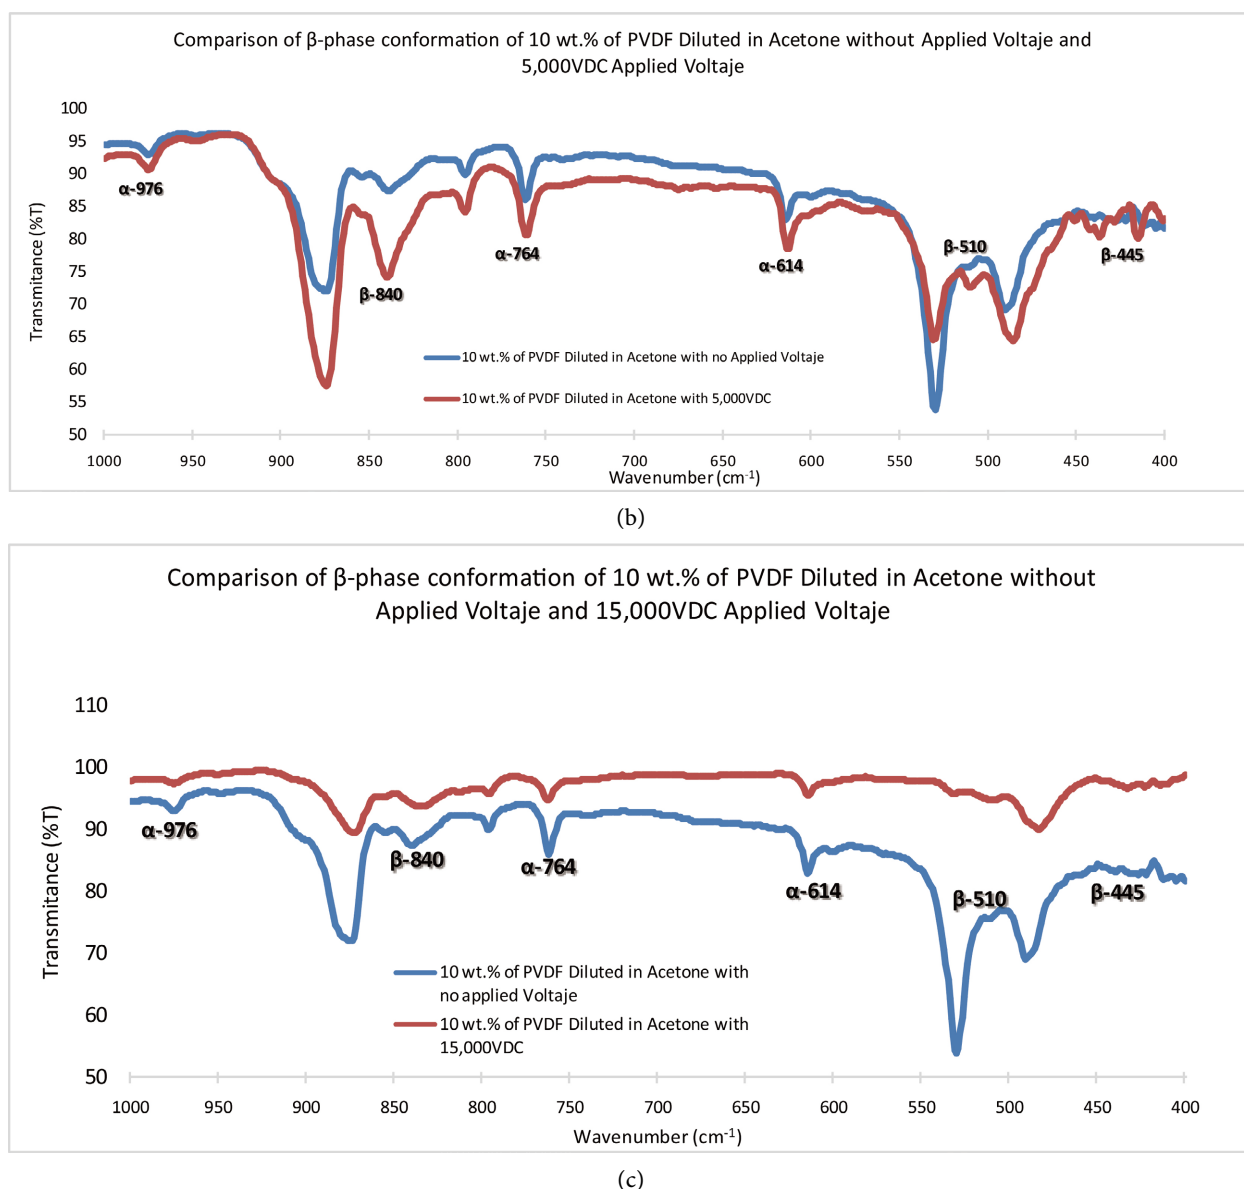 Comparison of β-phase conformation of 10 wt.% of PVDF Diluted in Acetone without Applied Voltaje and
5,000VDC Applied Voltaje
100
95
90
85
80
75
70
65
60
55
50
Transmitance (%T)
α-976
β-840
α-764
α-614
β-510
β-445
10 wt.% of PVDF Diluted in Acetone with no Applied Voltaje
10 wt.% of PVDF Diluted in Acetone with 5,000VDC
1000 950 900 850 800 750 700 650 600 550 500 450 400
Wavenumber (cm⁻¹)
(b)
Comparison of β-phase conformation of 10 wt.% of PVDF Diluted in Acetone without
Applied Voltaje and 15,000VDC Applied Voltaje
110
100
90
80
70
60
50
Transmitance (%T)
α-976
β-840
α-764
α-614
β-510
β-445
10 wt.% of PVDF Diluted in Acetone with
no applied Voltaje
10 wt.% of PVDF Diluted in Acetone with
15,000VDC
1000 950 900 850 800 750 700 650 600 550 500 450 400
Wavenumber (cm⁻¹)
(c)